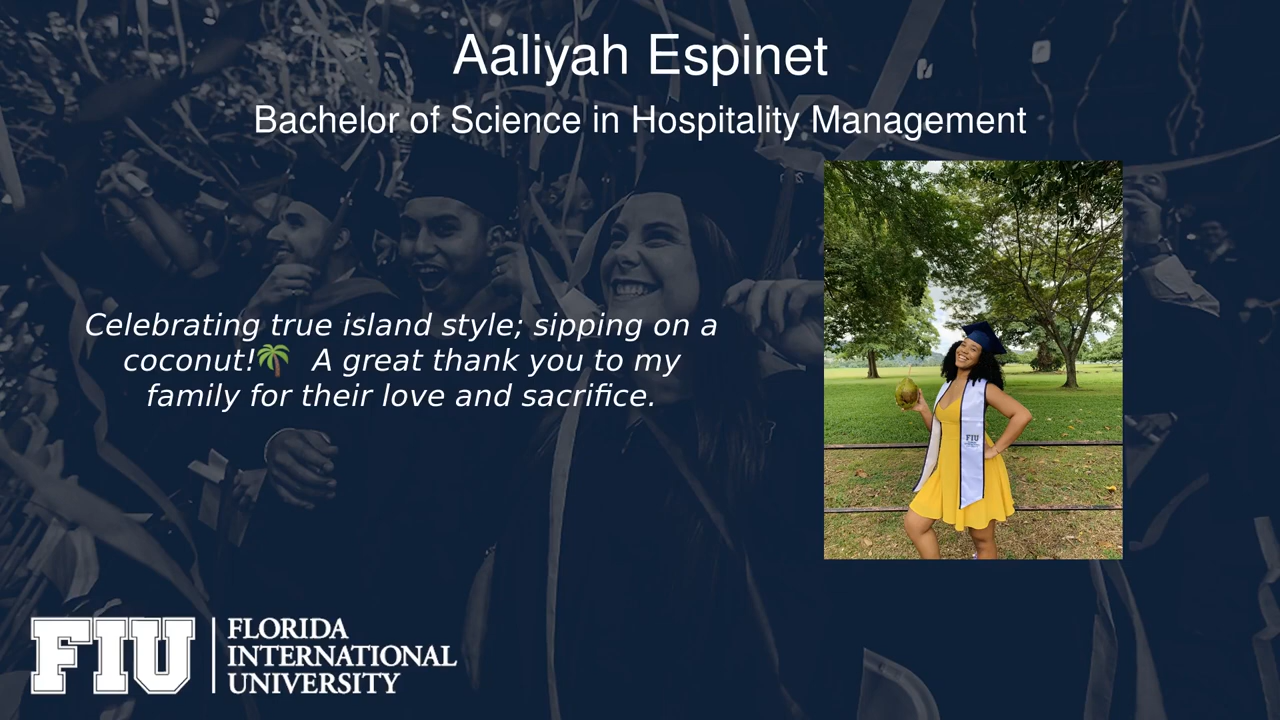 Aaliyah Espinet
Bachelor of Science in Hospitality Management
Celebrating true island style; sipping on a
coconut!🌴 A great thank you to my
family for their love and sacrifice.
FIU
FIU
FLORIDA
INTERNATIONAL
UNIVERSITY